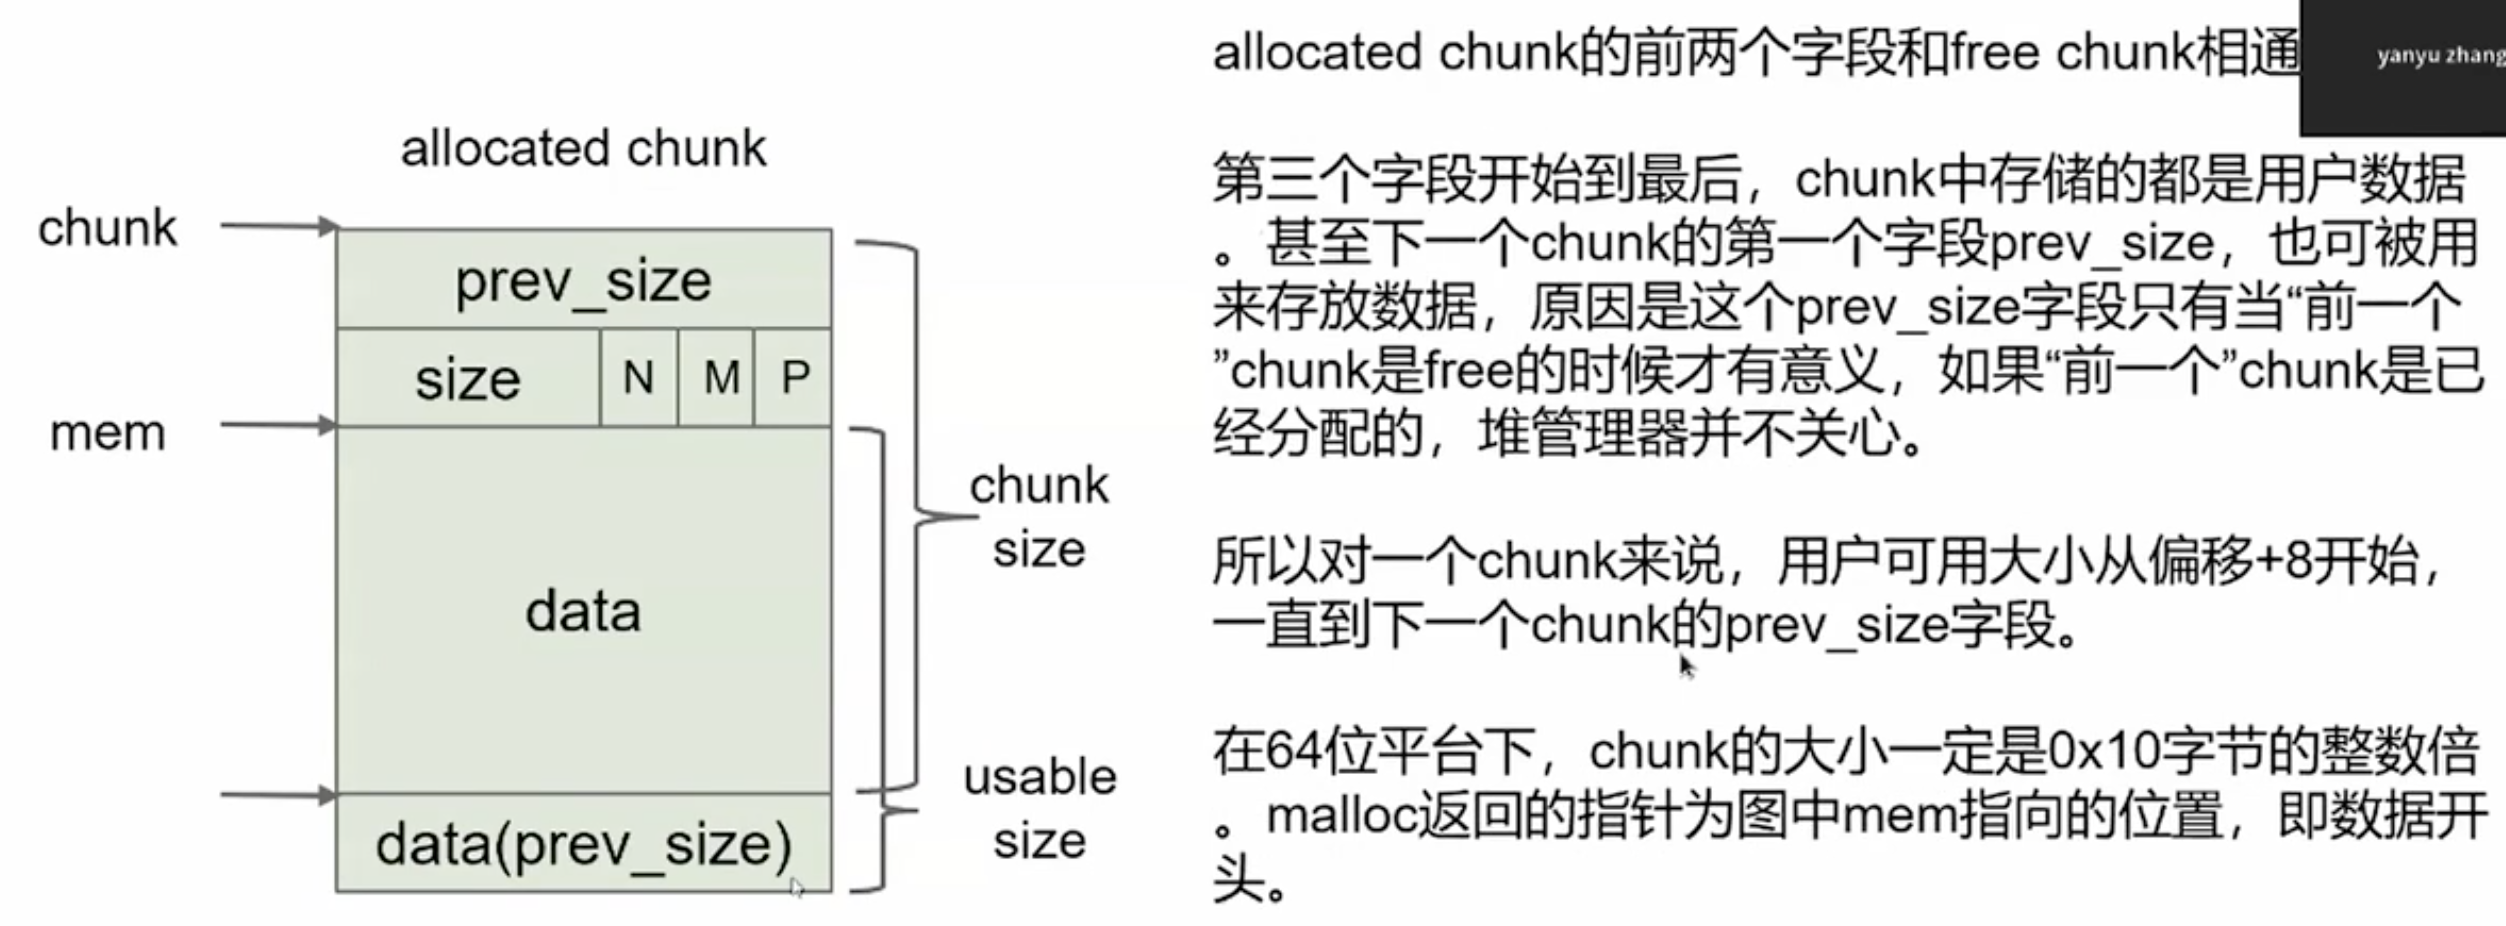 allocated chunk的前两个字段和free chunk相通
yanyu zhang
第三个字段开始到最后，chunk中存储的都是用户数据
。甚至下一个chunk的第一个字段prev_size，也可被用
来存放数据，原因是这个prev_size字段只有当“前一个
”chunk是free的时候才有意义，如果“前一个”chunk是已
经分配的，堆管理器并不关心。
所以对一个chunk来说，用户可用大小从偏移+8开始，
一直到下一个chunk的prev_size字段。
在64位平台下，chunk的大小一定是0x10字节的整数倍
。malloc返回的指针为图中mem指向的位置，即数据开
头。
allocated chunk
chunk
prev_size
size N M P
mem
chunk
size
data
usable
size
data(prev_size)